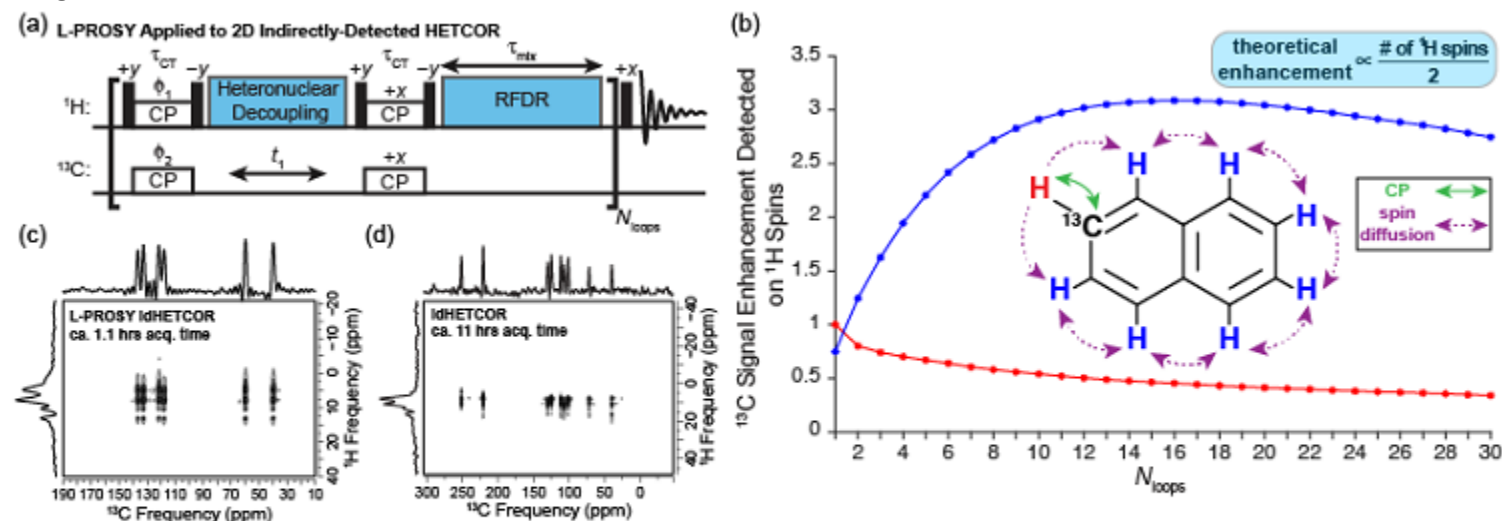 (a) L-PROSY Applied to 2D Indirectly-Detected HETCOR
τCT τCT τmix
+y ϕ1 −y +y +x −y +x
¹H: CP Heteronuclear Decoupling CP RFDR
ϕ2 +x
¹³C: CP t1 CP
Nloops
(b)
theoretical enhancement ∝ # of ¹H spins / 2
¹³C Signal Enhancement Detected
on ¹H Spins
3.5
3
2.5
2
1.5
1
0.5
0
2 4 6 8 10 12 14 16 18 20 22 24 26 28 30
Nloops
H H H
H ¹³C H
H H
H H
CP
spin
diffusion
(c)
L-PROSY IdHETCOR
ca. 1.1 hrs acq. time
190 170 150 130 110 90 70 50 30 10
¹³C Frequency (ppm)
−20 −10 0 10 20 30 40
¹H Frequency (ppm)
(d)
IdHETCOR
ca. 11 hrs acq. time
300 250 200 150 100 50 0
¹³C Frequency (ppm)
−40 −20 0 20 40
¹H Frequency (ppm)